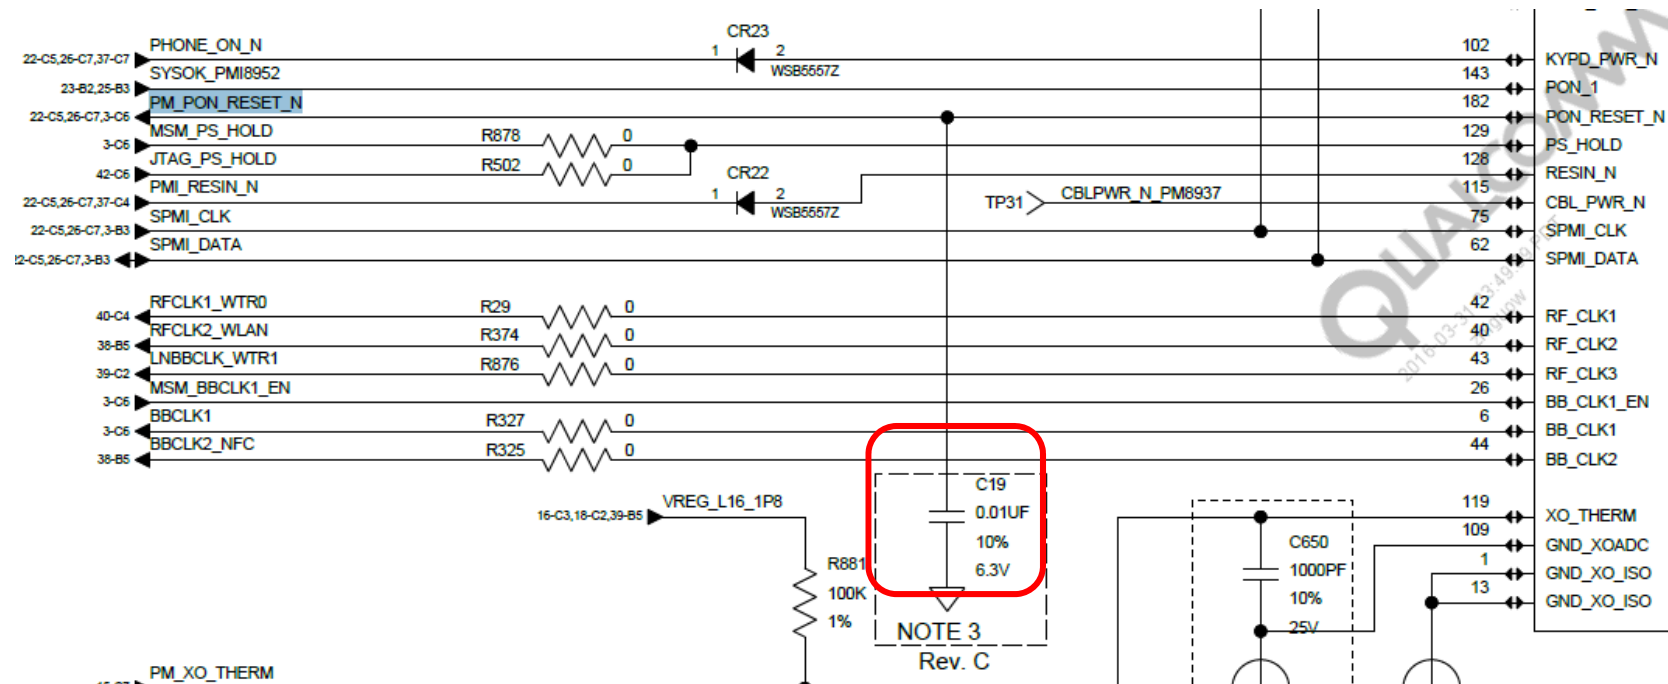 CR23
PHONE_ON_N
22-C5,26-C7,37-C7
1
2
WSB5557Z
102
KYPD_PWR_N
SYSOK_PMI8952
23-B2,25-B3
143
PON_1
PM_PON_RESET_N
22-C5,26-C7,3-C6
182
PON_RESET_N
MSM_PS_HOLD
3-C6
R878
0
129
PS_HOLD
JTAG_PS_HOLD
42-C6
R502
0
128
RESIN_N
PMI_RESIN_N
22-C5,26-C7,37-C4
CR22
1
2
WSB5557Z
TP31
CBLPWR_N_PM8937
115
CBL_PWR_N
SPMI_CLK
22-C5,26-C7,3-B3
75
SPMI_CLK
SPMI_DATA
22-C5,26-C7,3-B3
62
SPMI_DATA
RFCLK1_WTR0
40-C4
R29
0
42
RF_CLK1
RFCLK2_WLAN
38-B5
R374
0
40
RF_CLK2
LNBBCLK_WTR1
39-C2
R876
0
43
RF_CLK3
MSM_BBCLK1_EN
3-C6
26
BB_CLK1_EN
BBCLK1
3-C6
R327
0
6
BB_CLK1
BBCLK2_NFC
38-B5
R325
0
44
BB_CLK2
16-C3,18-C2,39-B5
VREG_L16_1P8
R881
100K
1%
C19
0.01UF
10%
6.3V
NOTE 3
Rev. C
C650
1000PF
10%
25V
119
XO_THERM
109
GND_XOADC
1
GND_XO_ISO
13
GND_XO_ISO
PM_XO_THERM
QUALCOMM